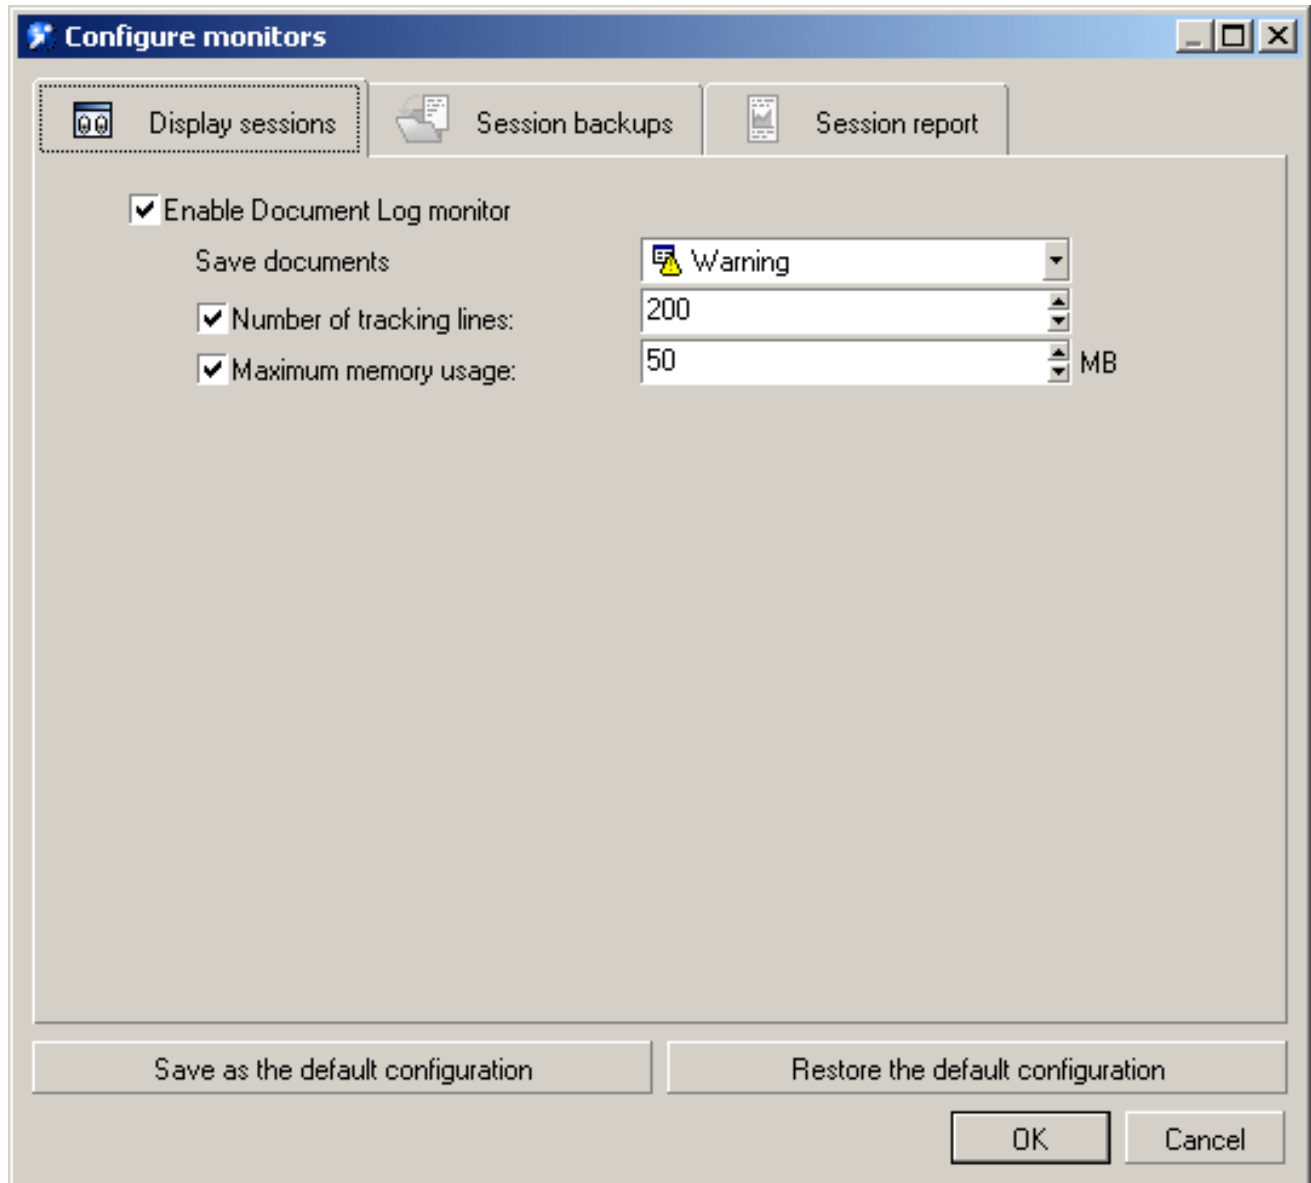 Configure monitors
Display sessions Session backups Session report
Enable Document Log monitor
Save documents Warning
Number of tracking lines: 200
Maximum memory usage: 50 MB
Save as the default configuration Restore the default configuration
OK Cancel